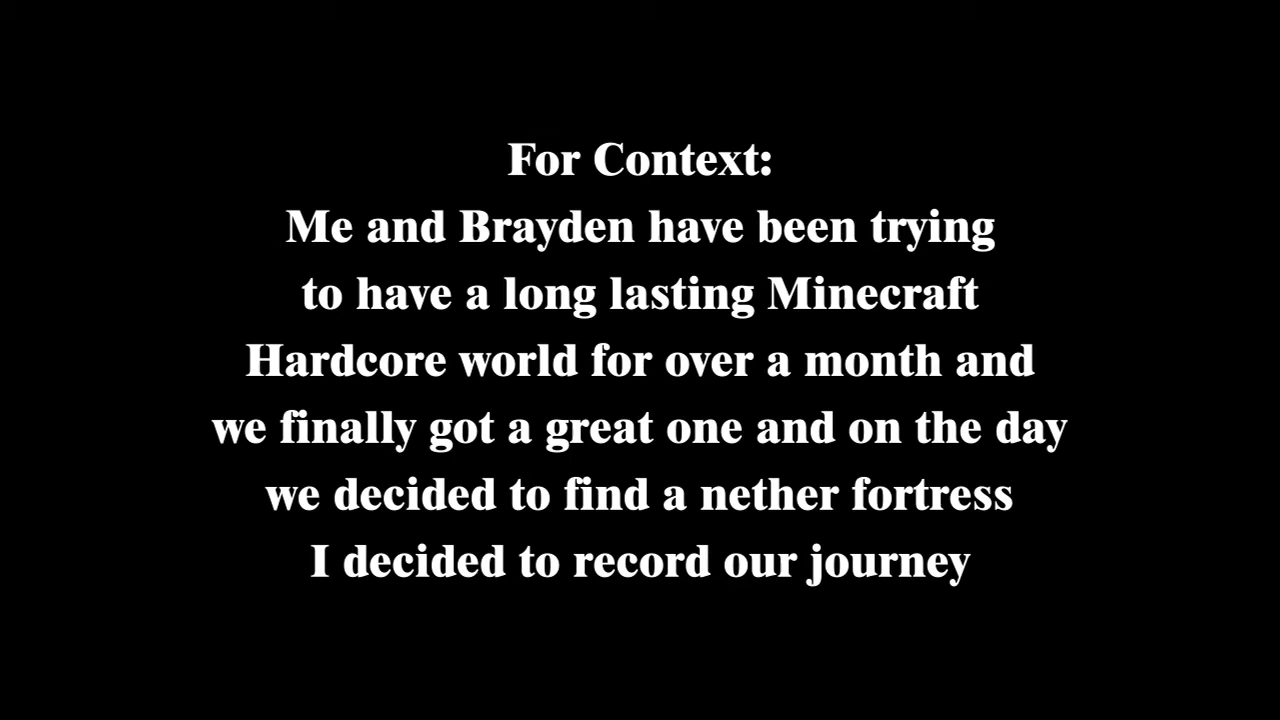 For Context:
Me and Brayden have been trying
to have a long lasting Minecraft
Hardcore world for over a month and
we finally got a great one and on the day
we decided to find a nether fortress
I decided to record our journey